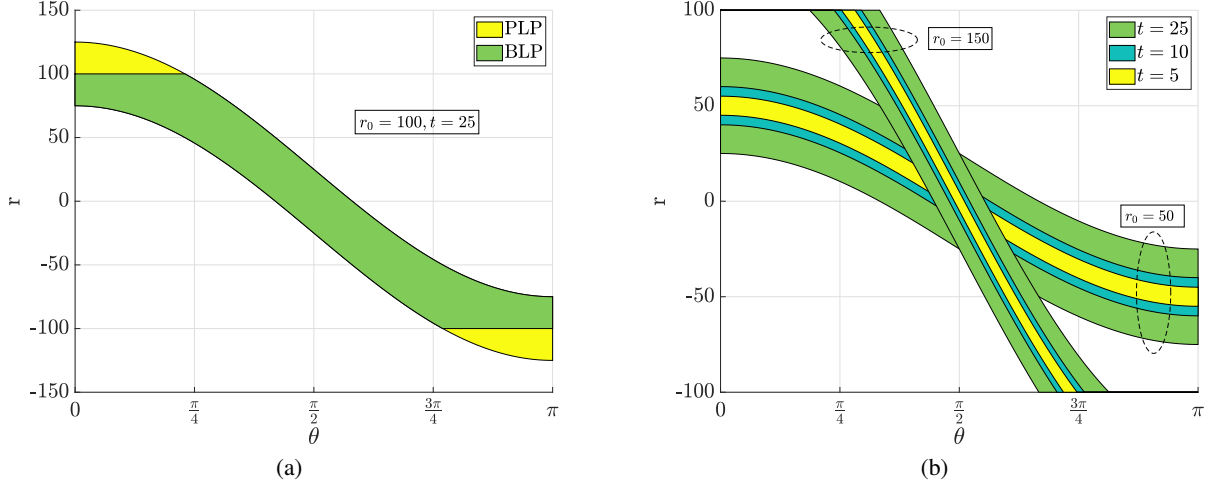 150
100
50
0
-50
-100
-150
r
0
π/4
π/2
3π/4
π
θ
PLP
BLP
r₀ = 100, t = 25
(a)
100
50
0
-50
-100
r
0
π/4
π/2
3π/4
π
θ
r₀ = 150
t = 25
t = 10
t = 5
r₀ = 50
(b)